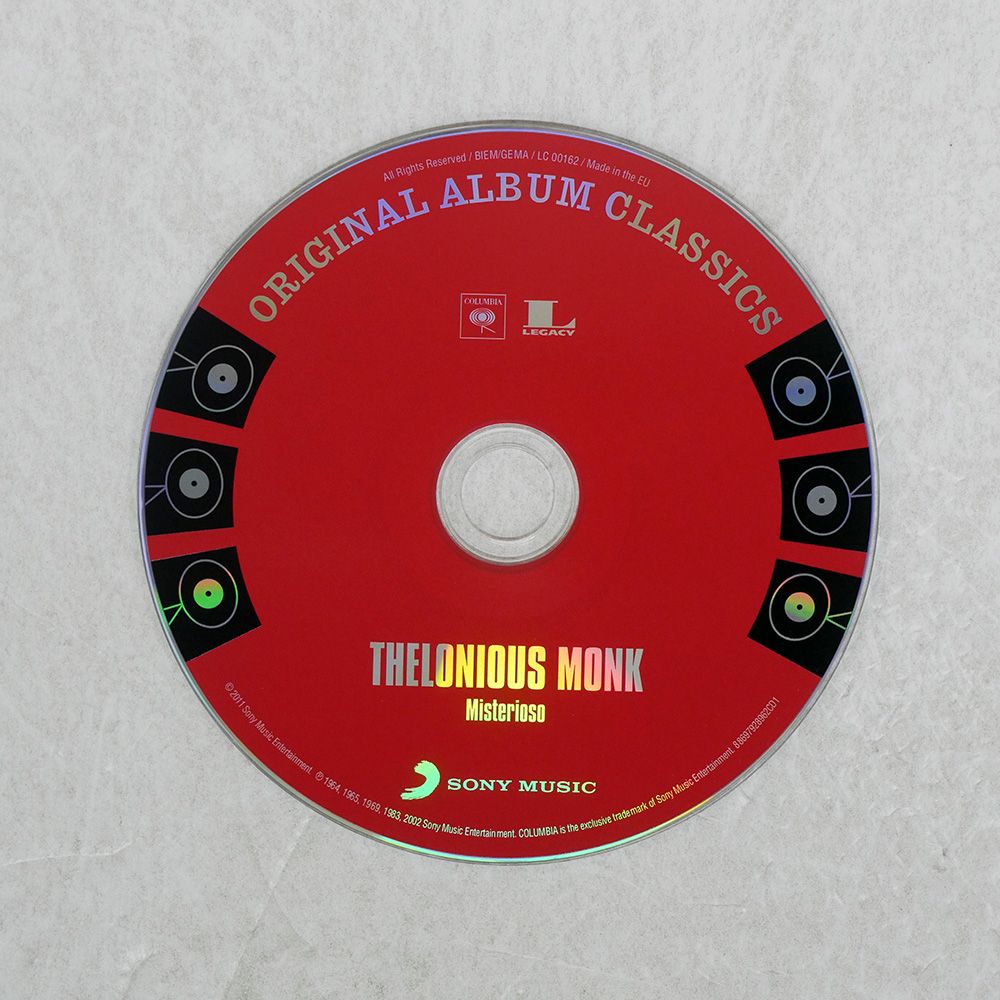 All Rights Reserved / BIEM/GEMA / LC 00162 / Made in the EU
ORIGINAL ALBUM CLASSICS
COLUMBIA
L
LEGACY
THELONIOUS MONK
Misterioso
SONY MUSIC
© 2011 Sony Music Entertainment. ℗ 1964, 1965, 1969, 1983, 2002 Sony Music Entertainment. COLUMBIA is the exclusive trademark of Sony Music Entertainment. 88697928962CD1